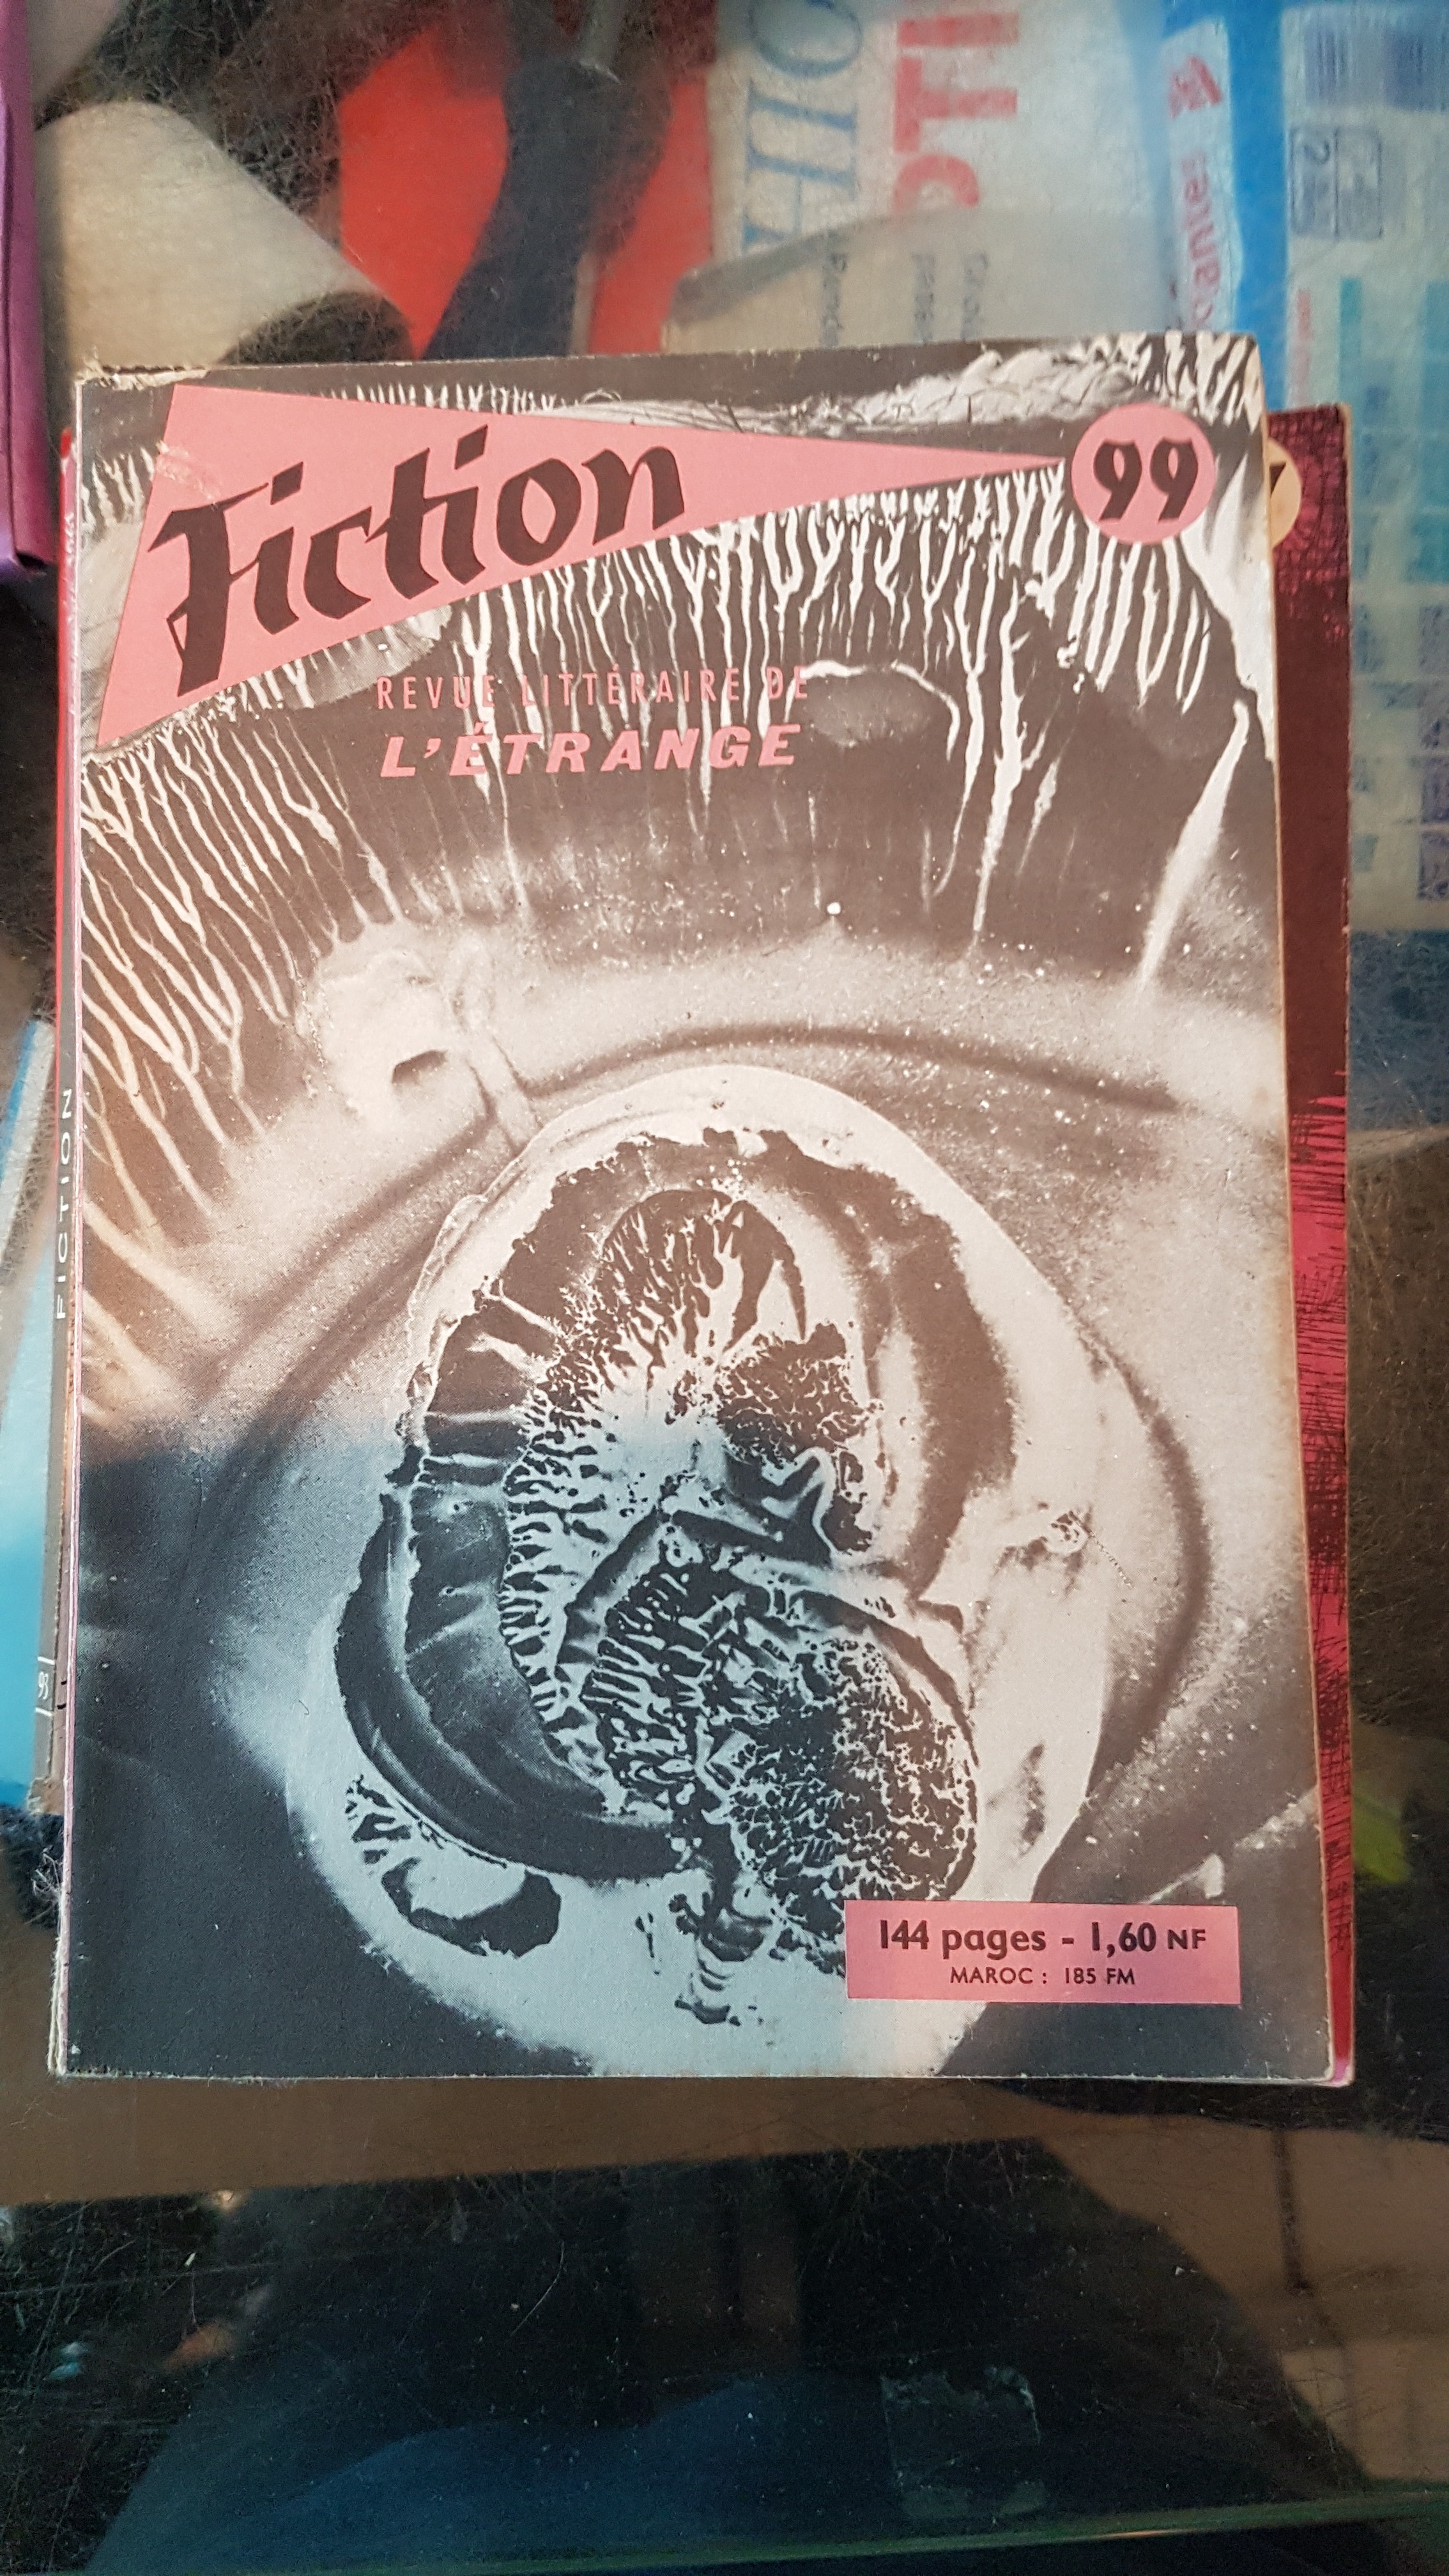 Fiction
99
REVUE LITTÉRAIRE DE
L'ÉTRANGE
144 pages - 1,60 NF
MAROC : 185 FM
FICTION